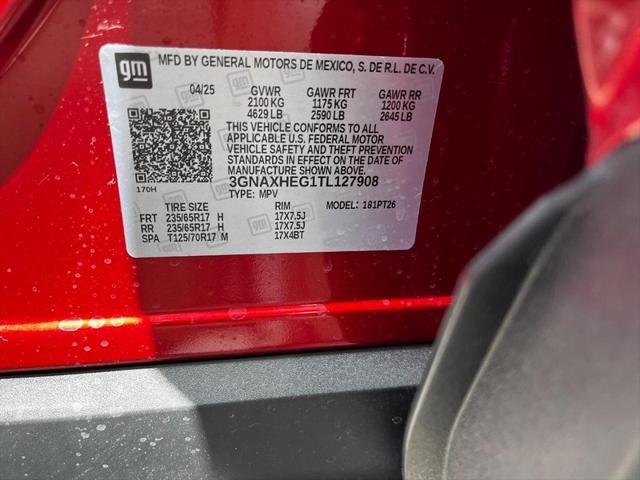 gm MFD BY GENERAL MOTORS DE MEXICO, S. DE R.L. DE C.V.
04/25 GVWR GAWR FRT GAWR RR
2100 KG 1175 KG 1200 KG
4629 LB 2590 LB 2645 LB
THIS VEHICLE CONFORMS TO ALL
APPLICABLE U.S. FEDERAL MOTOR
VEHICLE SAFETY AND THEFT PREVENTION
STANDARDS IN EFFECT ON THE DATE OF
MANUFACTURE SHOWN ABOVE.
170H 3GNAXHEG1TL127908
TYPE: MPV MODEL: 181PT26
TIRE SIZE RIM
FRT 235/65R17 H 17X7.5J
RR 235/65R17 H 17X7.5J
SPA T125/70R17 M 17X4BT